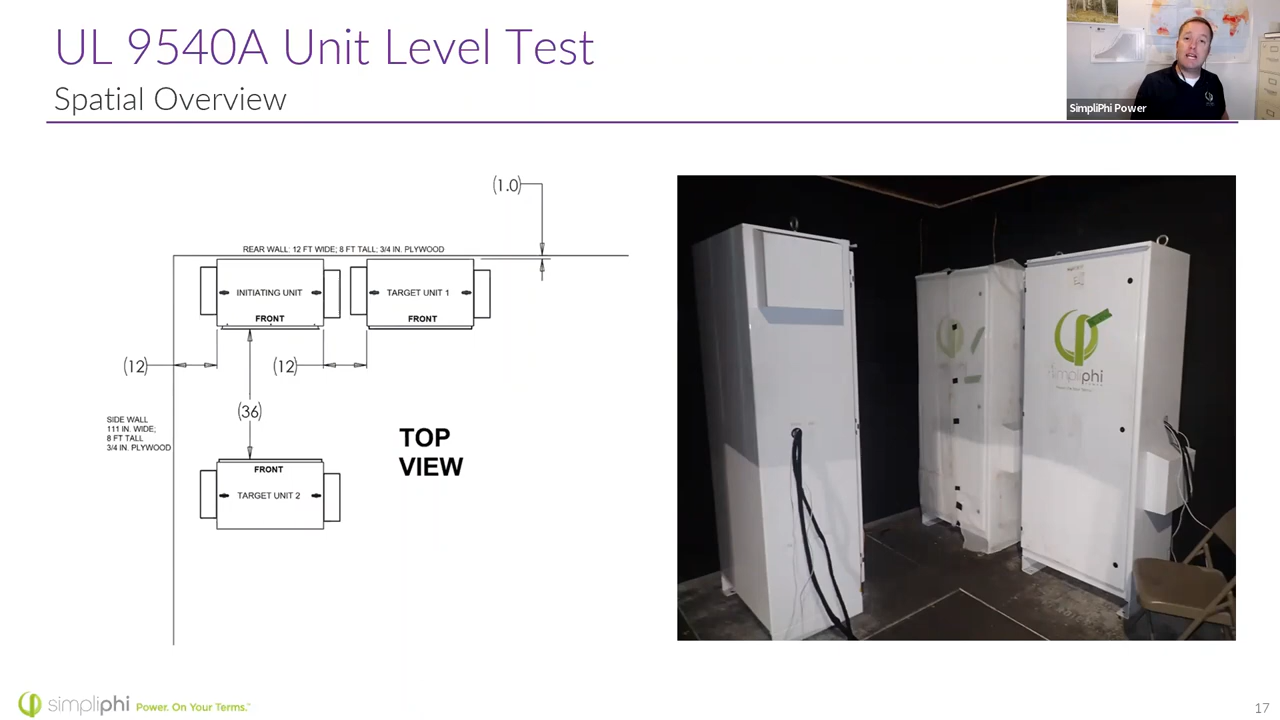 UL 9540A Unit Level Test
Spatial Overview
SimpliPhi Power
(1.0)
REAR WALL: 12 FT WIDE; 8 FT TALL; 3/4 IN. PLYWOOD
INITIATING UNIT
FRONT
TARGET UNIT 1
FRONT
(12)
(12)
(36)
SIDE WALL
111 IN. WIDE;
8 FT TALL
3/4 IN. PLYWOOD
TOP
VIEW
FRONT
TARGET UNIT 2
simpliphi
simpliphi Power. On Your Terms.™
17